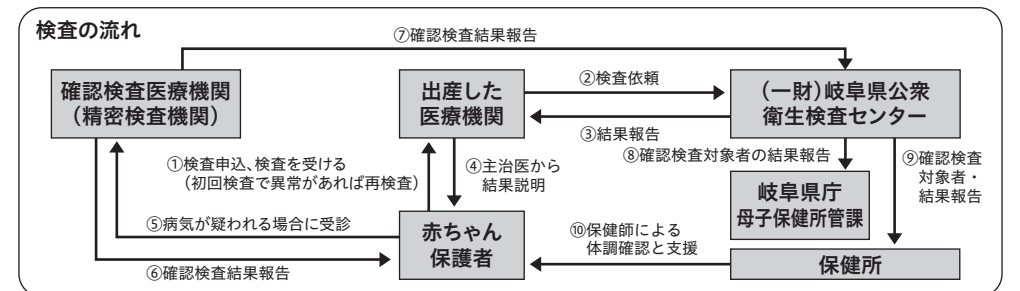 検査の流れ
⑦確認検査結果報告
確認検査医療機関
（精密検査機関）
出産した
医療機関
②検査依頼
（一財）岐阜県公衆
衛生検査センター
③結果報告
①検査申込、検査を受ける
（初回検査で異常があれば再検査）
④主治医から
結果説明
⑧確認検査対象者の結果報告
⑨確認検査
対象者・
結果報告
岐阜県庁
母子保健所管課
⑤病気が疑われる場合に受診
赤ちゃん
保護者
⑩保健師による
体調確認と支援
⑥確認検査結果報告
保健所